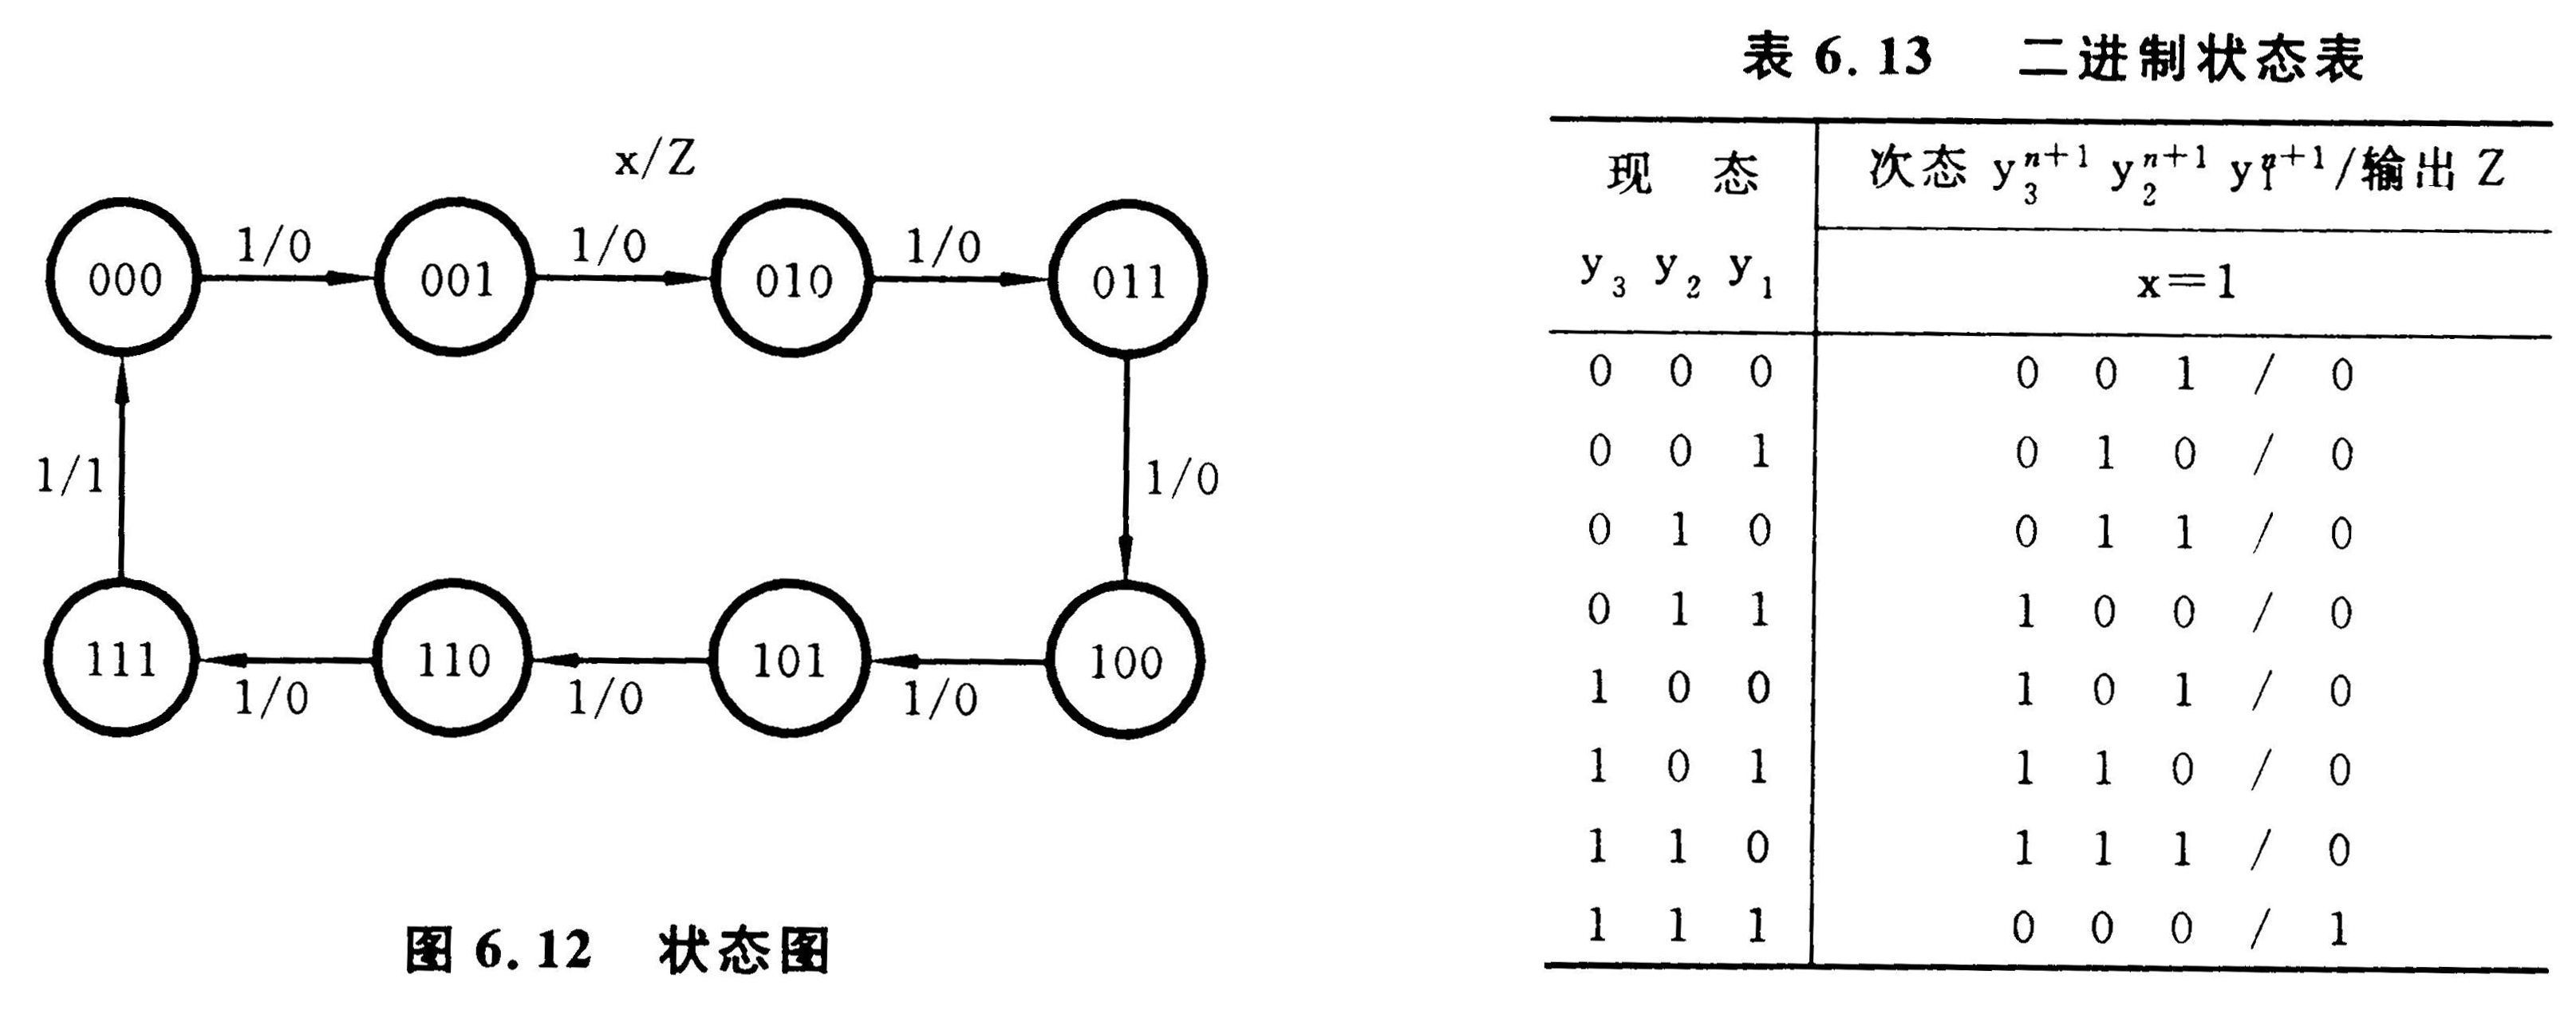 x/Z
1/0 1/0 1/0
000 001 010 011
1/1 1/0
111 110 101 100
1/0 1/0 1/0
图 6.12 状态图
表 6.13 二进制状态表
现 态 次态 y₃ⁿ⁺¹ y₂ⁿ⁺¹ y₁ⁿ⁺¹/输出 Z
y₃ y₂ y₁ x=1
0 0 0 0 0 1 / 0
0 0 1 0 1 0 / 0
0 1 0 0 1 1 / 0
0 1 1 1 0 0 / 0
1 0 0 1 0 1 / 0
1 0 1 1 1 0 / 0
1 1 0 1 1 1 / 0
1 1 1 0 0 0 / 1